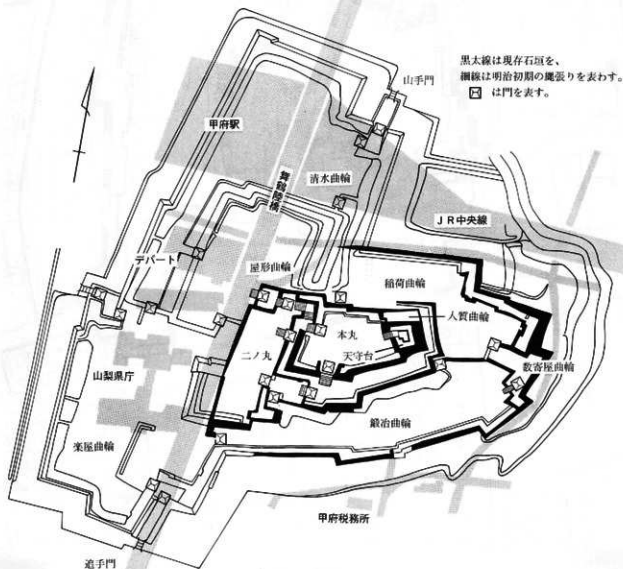 黒太線は現存石垣を、
細線は明治初期の縄張りを表わす。
は門を表す。
山手門
甲府駅
舞鶴陸橋
清水曲輪
JR中央線
デパート
屋形曲輪
稲荷曲輪
人質曲輪
本丸
天守台
二ノ丸
数寄屋曲輪
山梨県庁
鍛冶曲輪
楽屋曲輪
甲府税務所
追手門